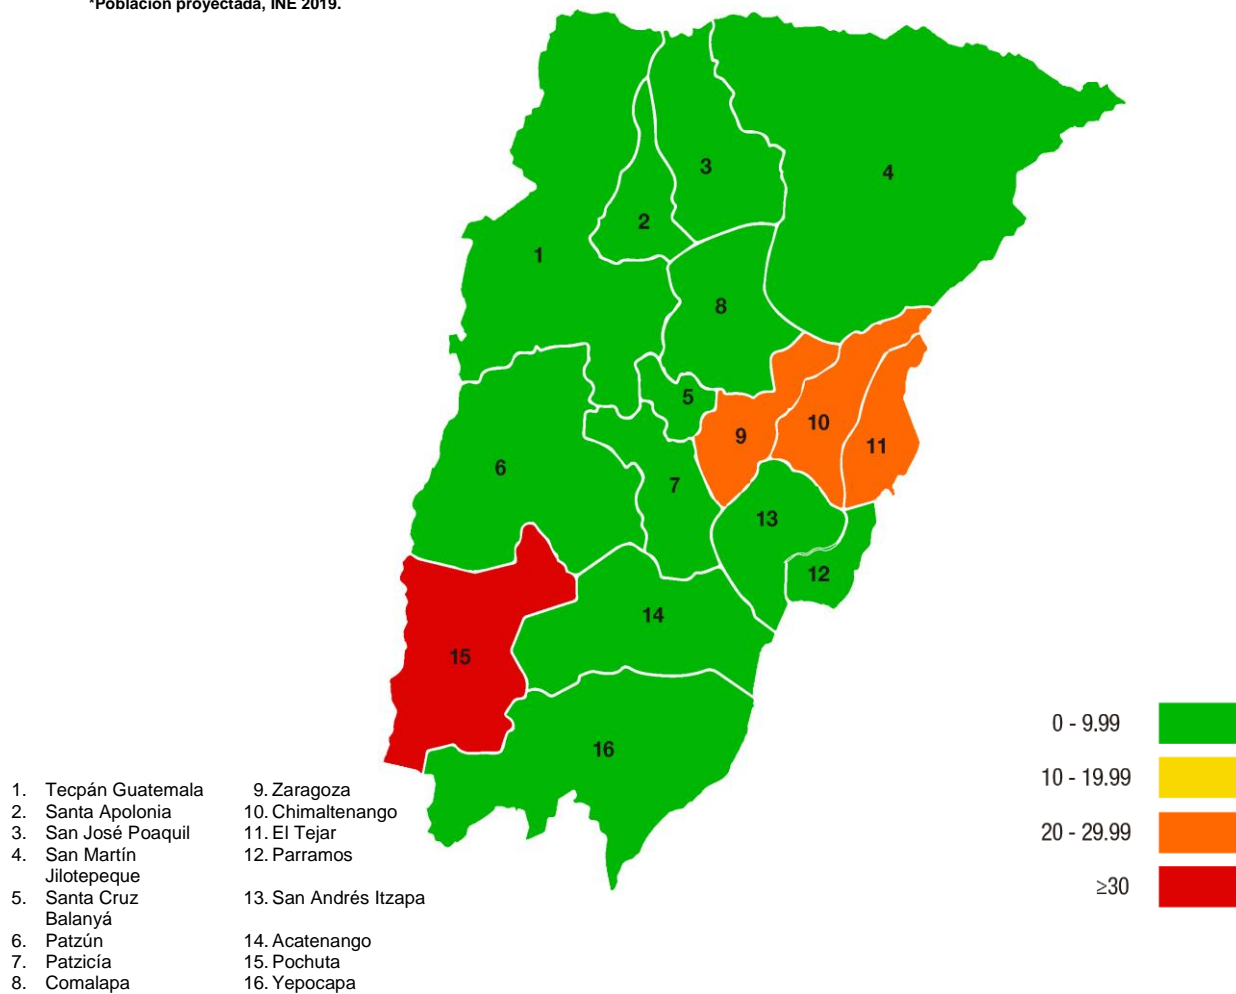 *Población proyectada, INE 2019.
3
4
2
1
8
5
10
9
11
6
7
13
12
14
15
16
0 - 9.99
10 - 19.99
20 - 29.99
≥30
1. Tecpán Guatemala
2. Santa Apolonia
3. San José Poaquil
4. San Martín
Jilotepeque
5. Santa Cruz
Balanyá
6. Patzún
7. Patzicía
8. Comalapa
9. Zaragoza
10. Chimaltenango
11. El Tejar
12. Parramos
13. San Andrés Itzapa
14. Acatenango
15. Pochuta
16. Yepocapa